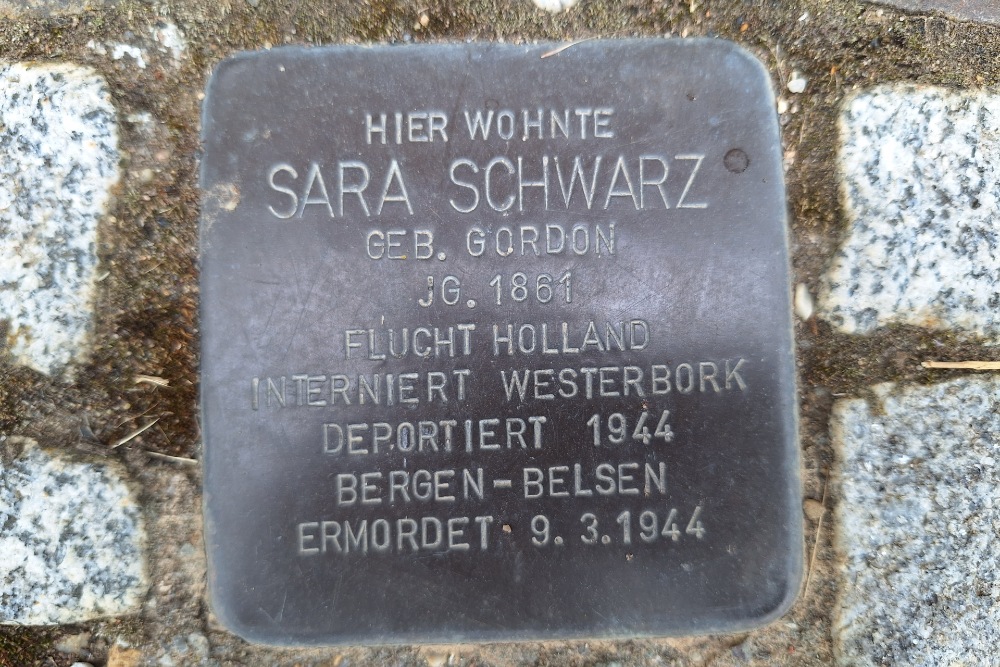 HIER WOHNTE
SARA SCHWARZ
GEB. GORDON
JG. 1861
FLUCHT HOLLAND
INTERNIERT WESTERBORK
DEPORTIERT 1944
BERGEN-BELSEN
ERMORDET 9.3.1944